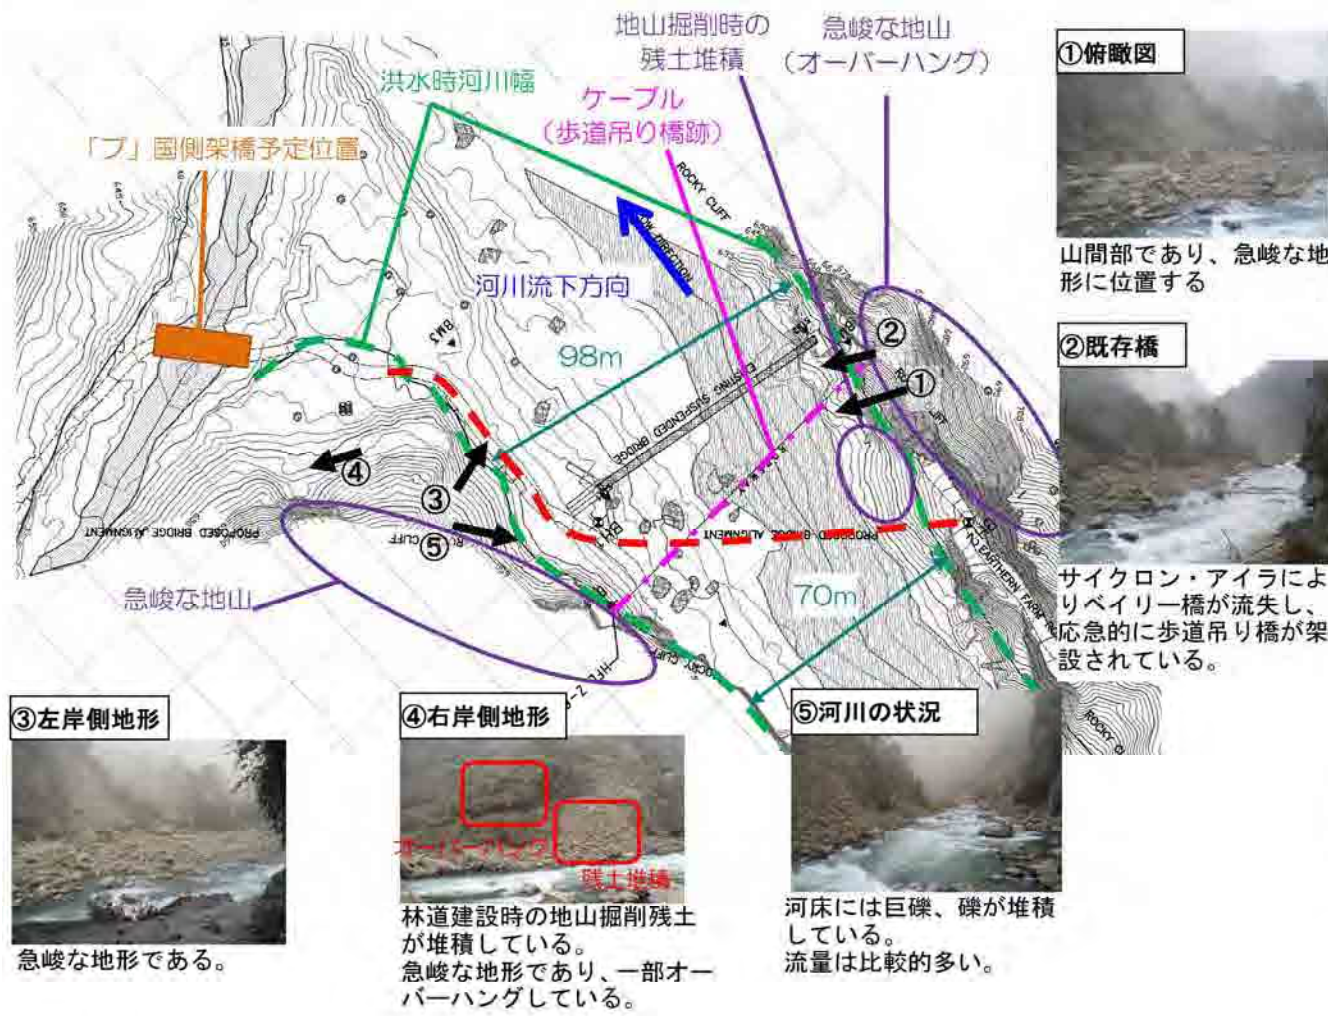 地山掘削時の
残土堆積
急峻な地山
(オーバーハング)
洪水時河川幅
ケーブル
(歩道吊り橋跡)
「ブ」国側架橋予定位置
ROCKY CLIFF
河川流下方向
BM3
98m
EXISTING SUSPENDED BRIDGE
②
①
④
③
⑤
PROPOSED BRIDGE ALIGNMENT
PROPOSED BRIDGE ALIGNMENT
急峻な地山
70m
①俯瞰図
山間部であり、急峻な地
形に位置する
②既存橋
サイクロン・アイラによ
りベイリー橋が流失し、
応急的に歩道吊り橋が架
設されている。
③左岸側地形
急峻な地形である。
④右岸側地形
オーバーハング
残土堆積
林道建設時の地山掘削残土
が堆積している。
急峻な地形であり、一部オー
バーハングしている。
⑤河川の状況
河床には巨礫、礫が堆積
している。
流量は比較的多い。